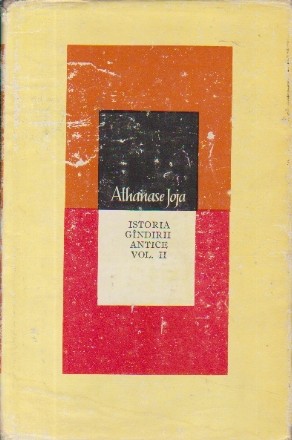 Athanase Joja
ISTORIA
GÎNDIRII
ANTICE
VOL. II